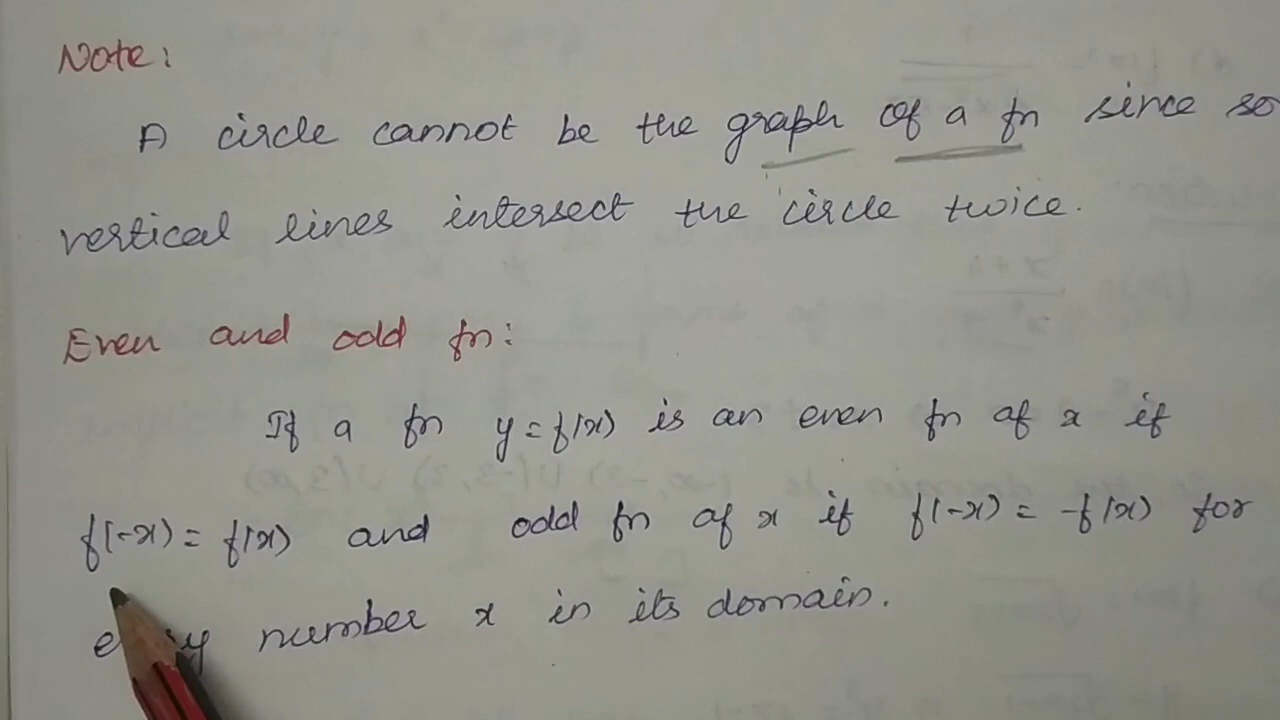 Note:
A circle cannot be the graph of a fn since so
vertical lines intersect the circle twice.
Even and odd fn:
If a fn y=f(x) is an even fn of x if
f(-x) = f(x) and odd fn of x if f(-x) = -f(x) for
number x in its domain.